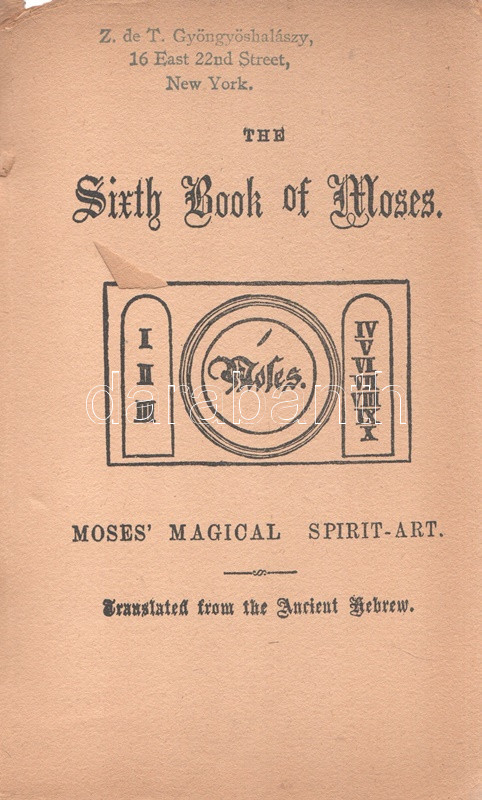 Z. de T. Gyöngyöshalászy,
16 East 22nd Street,
New York.
THE
Sixth Book of Moses.
I
II
III
Moses.
IV
V
VI
VII
VIII
IX
X
darabanth
MOSES' MAGICAL SPIRIT-ART.
Translated from the Ancient Hebrew.